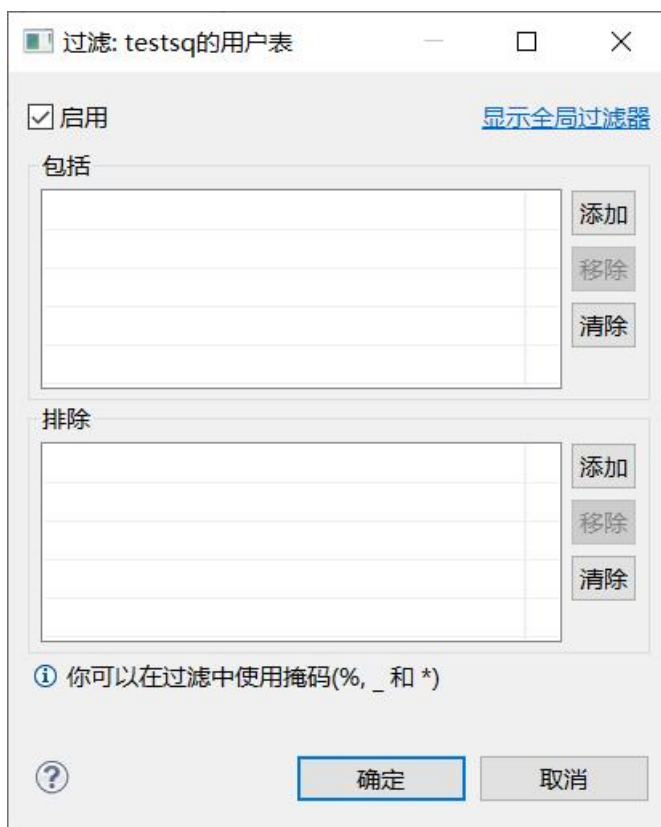 过滤: testsq的用户表
启用
显示全局过滤器
包括
添加
移除
清除
排除
添加
移除
清除
你可以在过滤中使用掩码(%, _ 和 *)
确定
取消